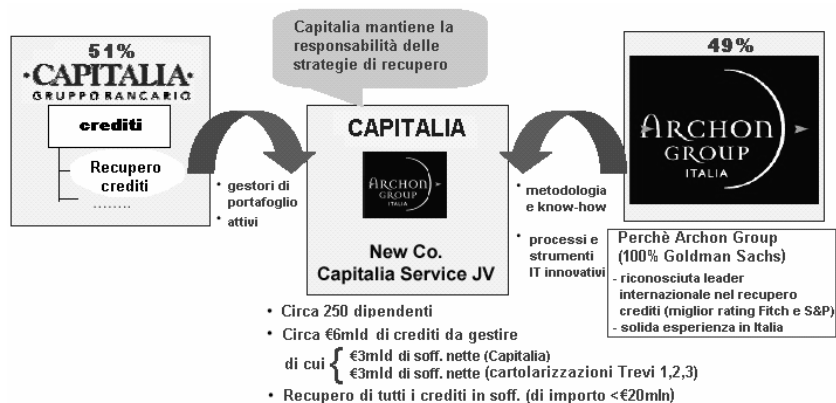 51%
·CAPITALIA·
GRUPPO BANCARIO
crediti
Recupero
crediti
........
Capitalia mantiene la
responsabilità delle
strategie di recupero
• gestori di
portafoglio
• attivi
CAPITALIA
ARCHON
GROUP
ITALIA
New Co.
Capitalia Service JV
• metodologia
e know-how
• processi e
strumenti
IT innovativi
49%
ARCHON
GROUP
ITALIA
Perchè Archon Group
(100% Goldman Sachs)
- riconosciuta leader
internazionale nel recupero
crediti (miglior rating Fitch e S&P)
- solida esperienza in Italia
• Circa 250 dipendenti
• Circa €6mld di crediti da gestire
di cui { €3mld di soff. nette (Capitalia)
€3mld di soff. nette (cartolarizzazioni Trevi 1,2,3)
• Recupero di tutti i crediti in soff. (di importo <€20mln)